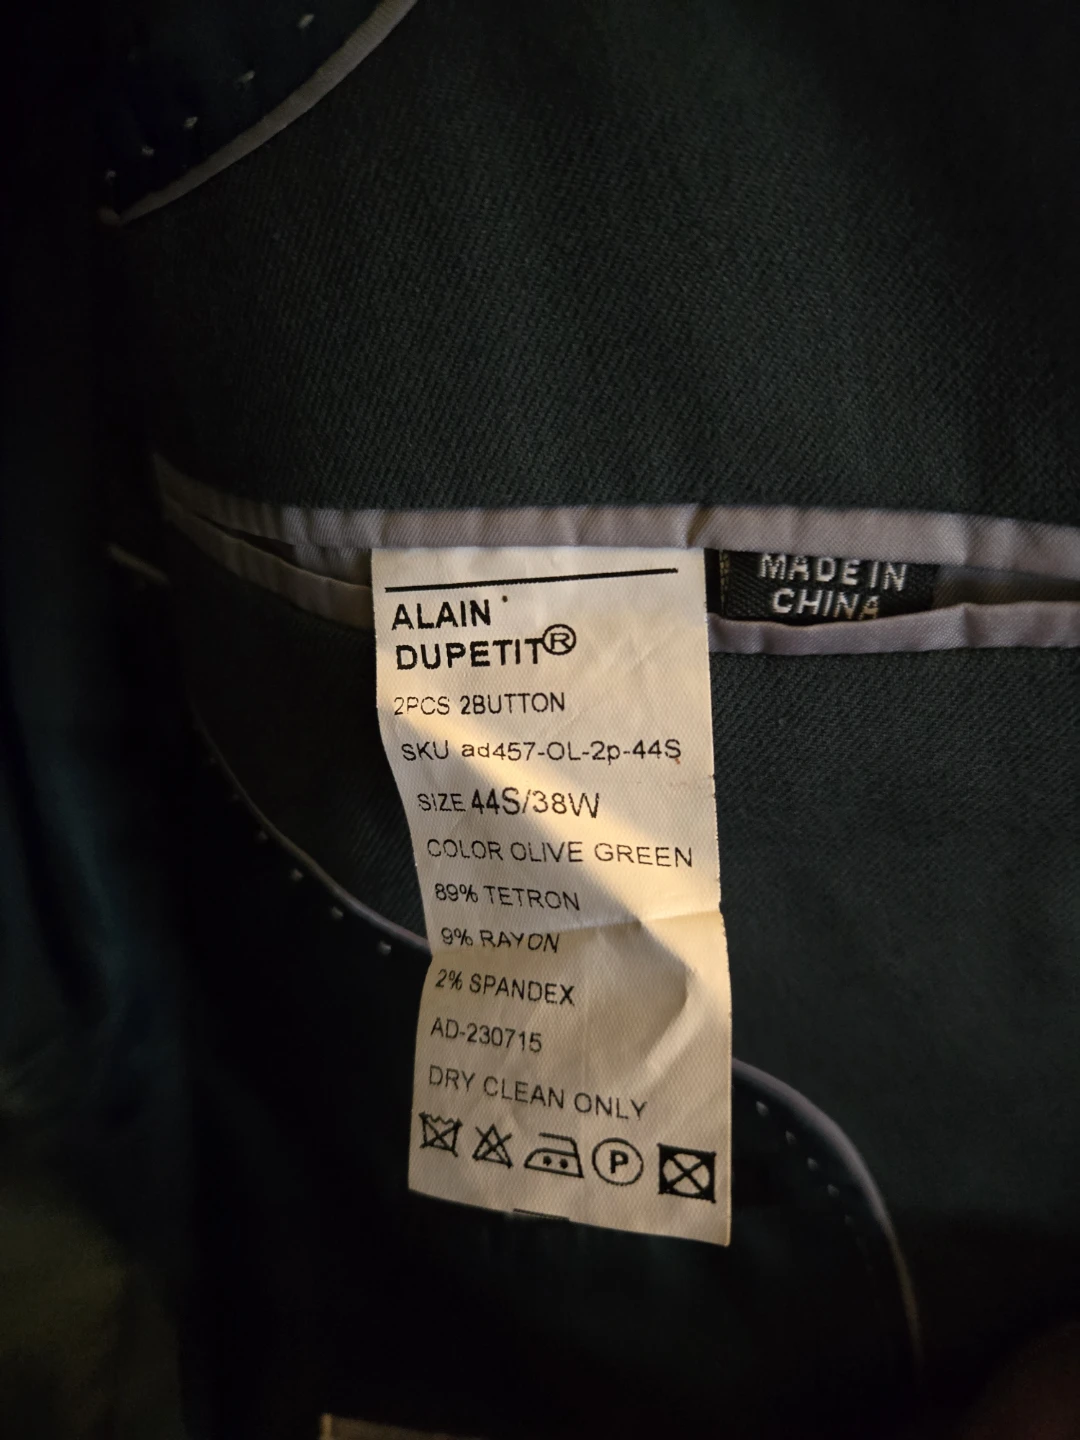 ALAIN
DUPETIT®
2PCS 2BUTTON
SKU ad457-OL-2p-44S
SIZE 44S/38W
COLOR OLIVE GREEN
89% TETRON
9% RAYON
2% SPANDEX
AD-230715
DRY CLEAN ONLY
P
MADE IN
CHINA